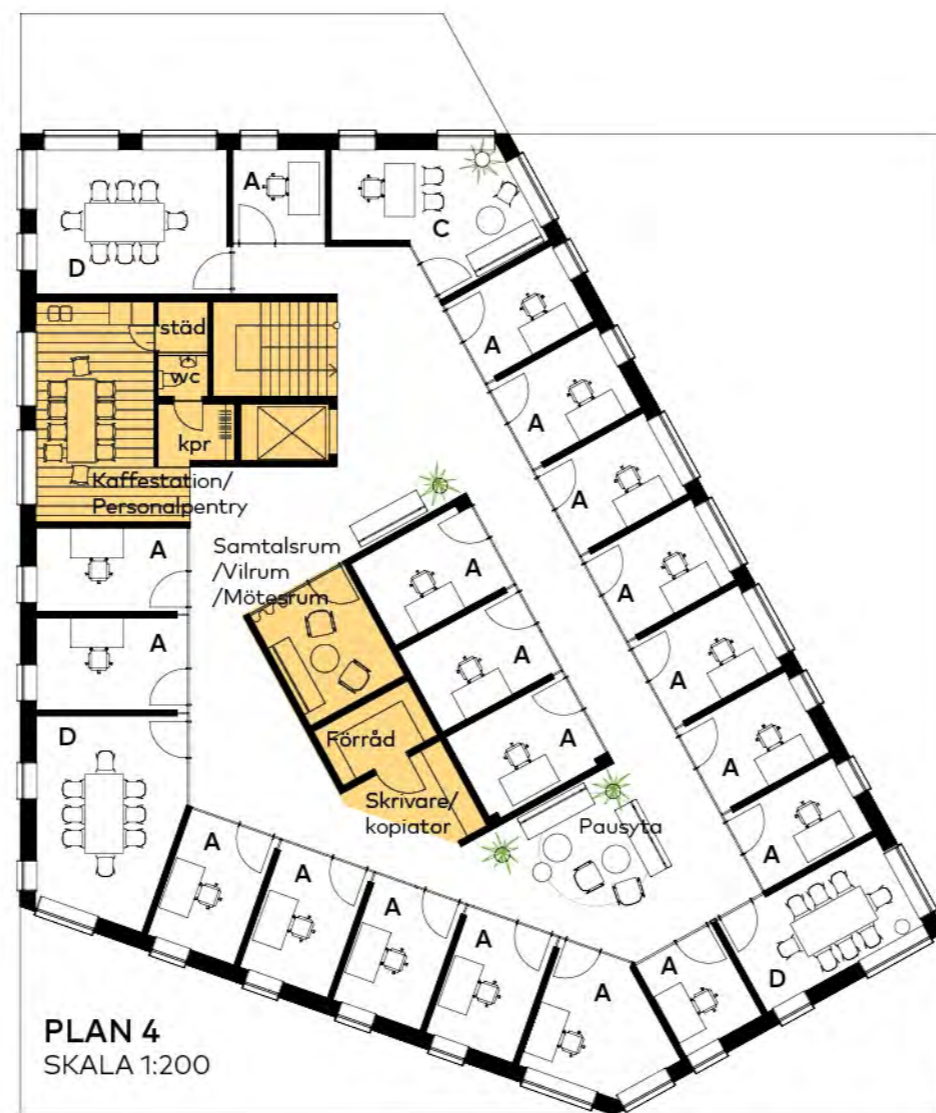 A
C
D
A
städ
wc
A
kpr
A
Kaffestation/
Personalpentry
A
A
Samtalsrum
/Vilrum
/Mötesrum
A
A
A
A
A
D
Förråd
A
A
Skrivare/
kopiator
Pausyta
A
A
A
A
A
A
A
D
PLAN 4
SKALA 1:200